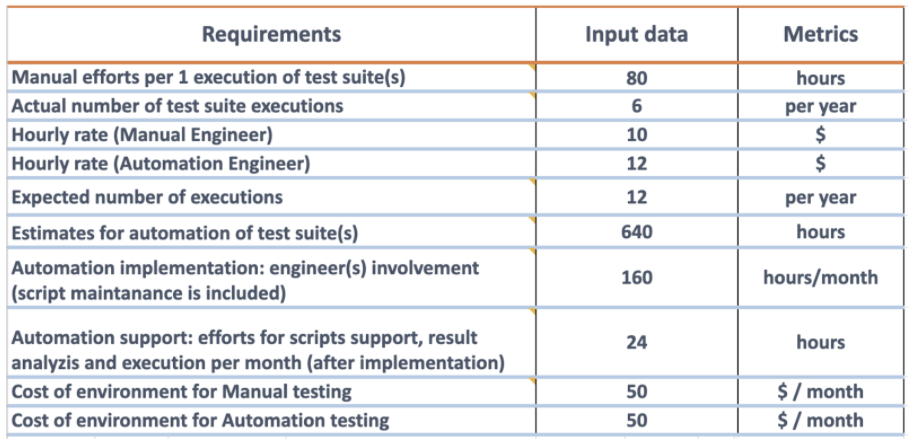 Requirements Input data Metrics
Manual efforts per 1 execution of test suite(s) 80 hours
Actual number of test suite executions 6 per year
Hourly rate (Manual Engineer) 10 $
Hourly rate (Automation Engineer) 12 $
Expected number of executions 12 per year
Estimates for automation of test suite(s) 640 hours
Automation implementation: engineer(s) involvement
(script maintanance is included) 160 hours/month
Automation support: efforts for scripts support, result
analyzis and execution per month (after implementation) 24 hours
Cost of environment for Manual testing 50 $ / month
Cost of environment for Automation testing 50 $ / month